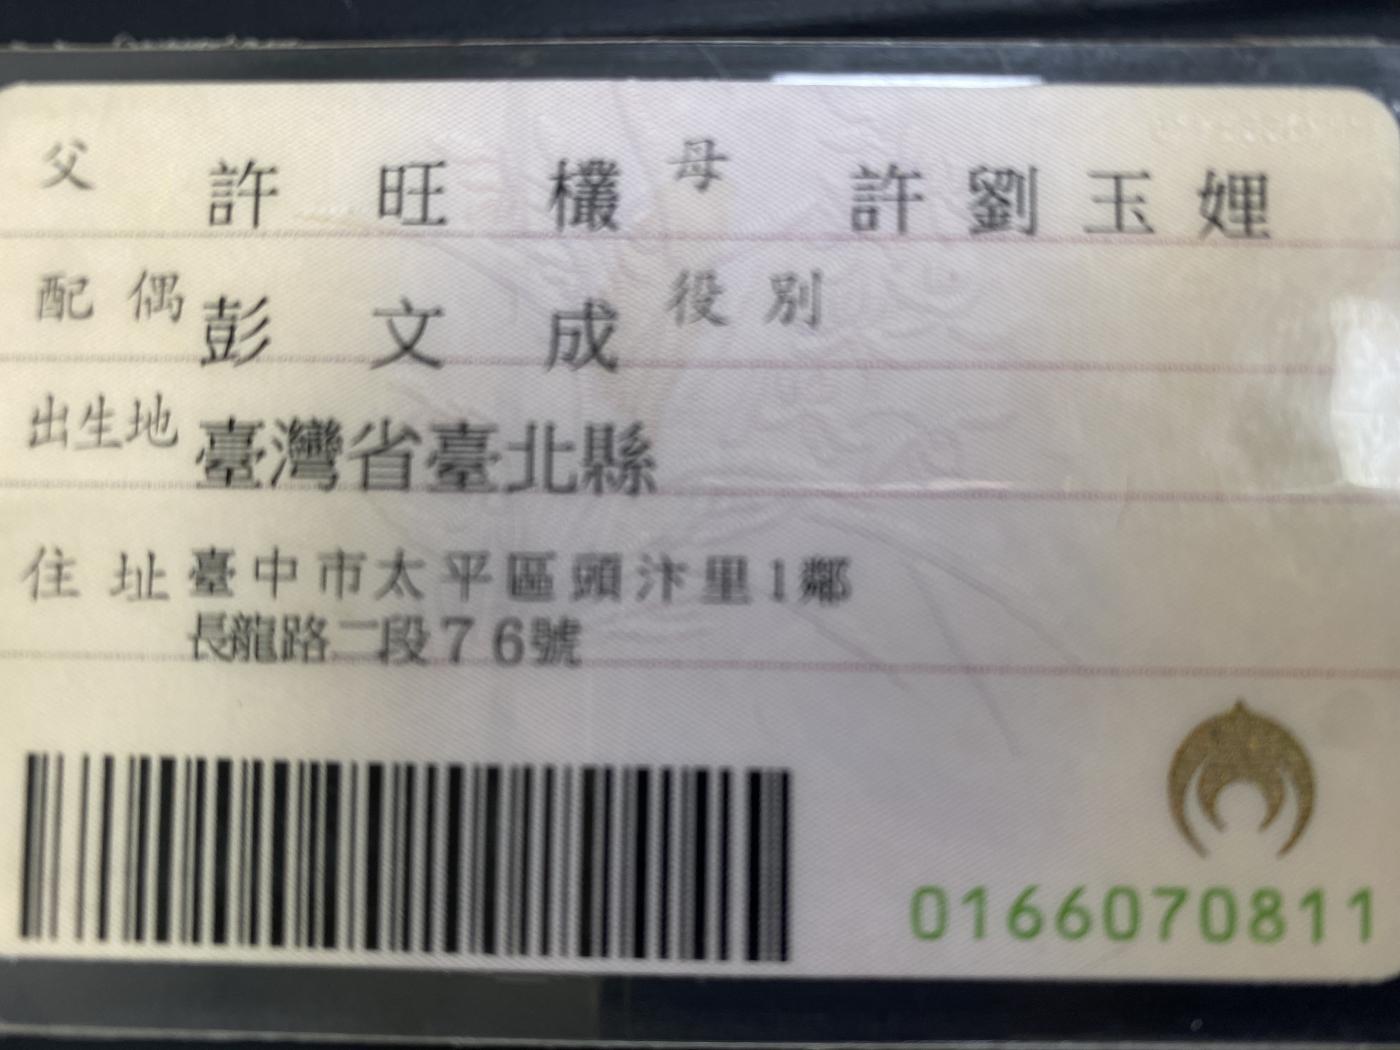 父 許旺欉 母 許劉玉娌
配偶 彭文成 役別
出生地 臺灣省臺北縣
住址 臺中市太平區頭汴里1鄰
長龍路二段76號
0166070811